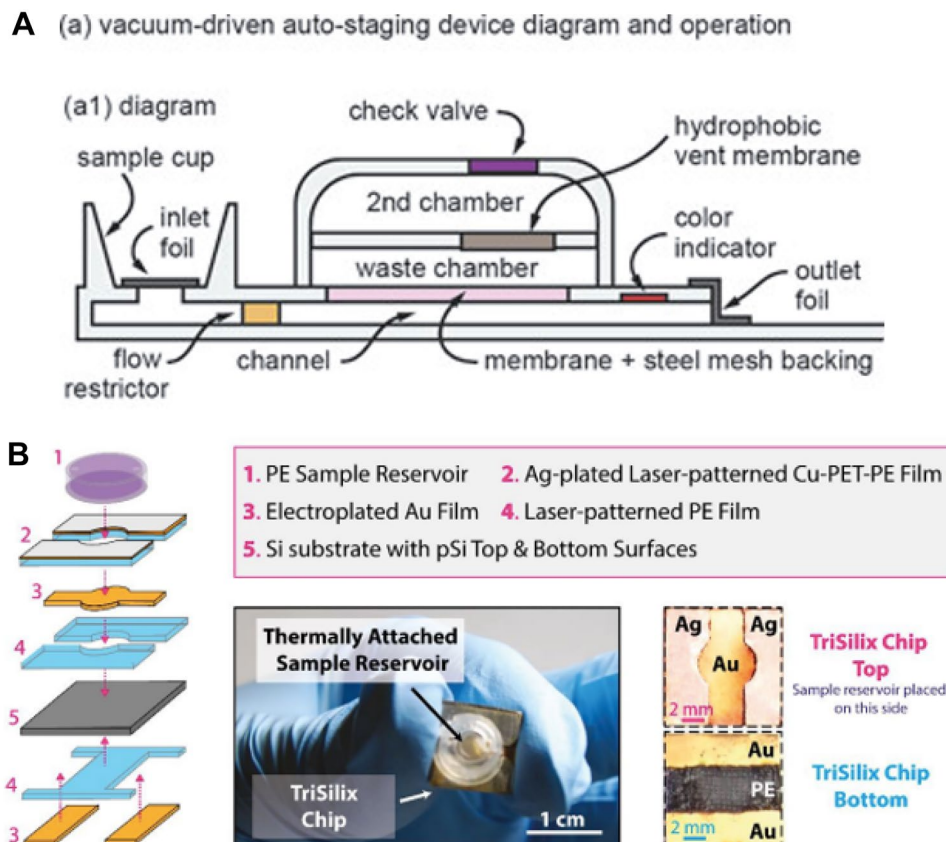 A (a) vacuum-driven auto-staging device diagram and operation
(a1) diagram
sample cup
inlet
foil
check valve
hydrophobic
vent membrane
2nd chamber
color
indicator
waste chamber
outlet
foil
flow
restrictor
channel
membrane + steel mesh backing
B
1
2
3
4
5
4
3
1. PE Sample Reservoir 2. Ag-plated Laser-patterned Cu-PET-PE Film
3. Electroplated Au Film 4. Laser-patterned PE Film
5. Si substrate with pSi Top & Bottom Surfaces
Thermally Attached
Sample Reservoir
TriSilix
Chip
1 cm
Ag Ag
Au
2 mm
TriSilix Chip
Top
Sample reservoir placed
on this side
Au
PE
2 mm
Au
TriSilix Chip
Bottom